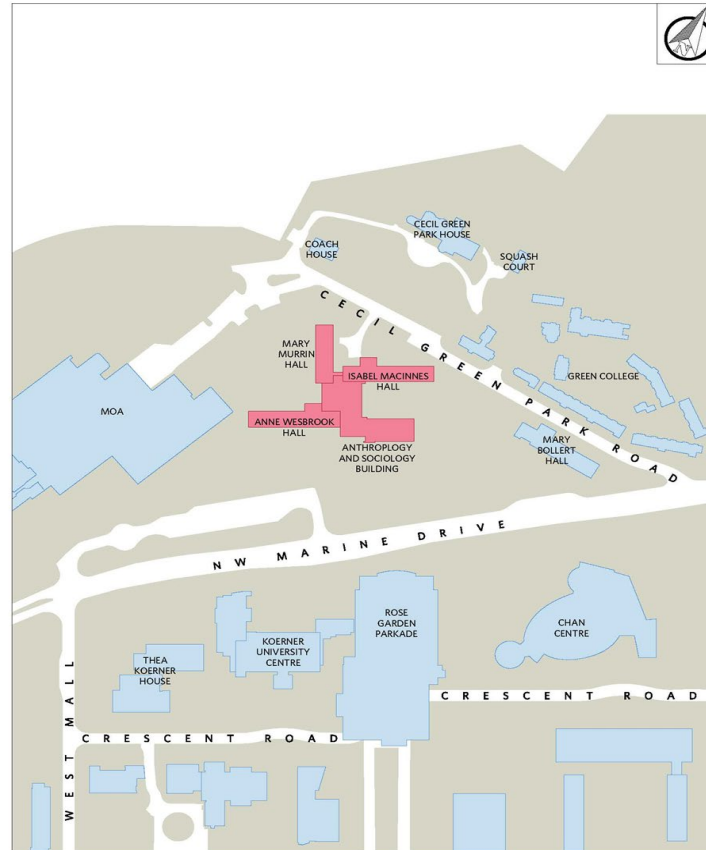 N
CECIL GREEN
PARK HOUSE
COACH
HOUSE
SQUASH
COURT
CECIL GREEN PARK ROAD
MARY
MURRIN
HALL
ISABEL MACINNES
HALL
GREEN COLLEGE
MOA
ANNE WESBROOK
HALL
MARY
BOLLERT
HALL
ANTHROPLOGY
AND SOCIOLOGY
BUILDING
NW MARINE DRIVE
ROSE
GARDEN
PARKADE
CHAN
CENTRE
KOERNER
UNIVERSITY
CENTRE
THEA
KOERNER
HOUSE
WEST MALL
CRESCENT ROAD
CRESCENT ROAD